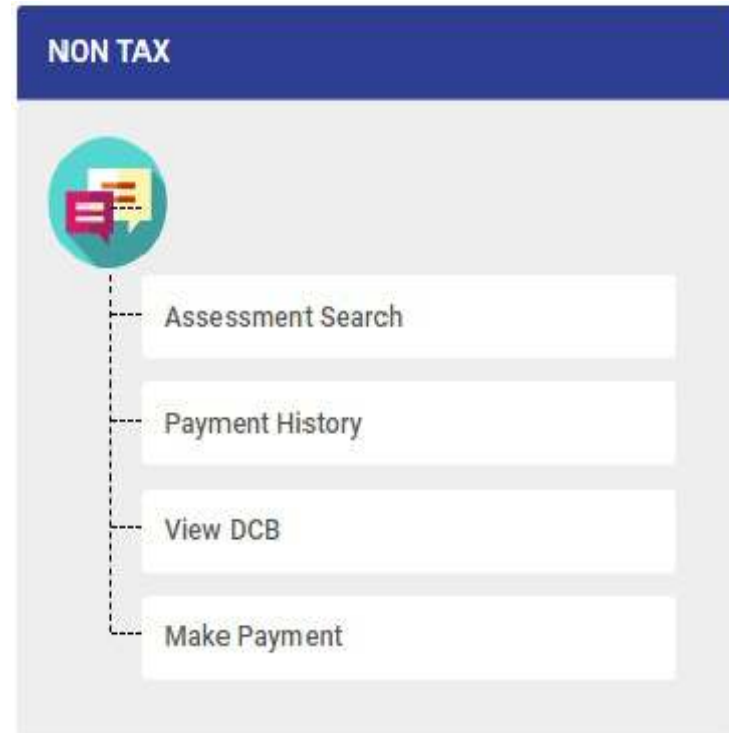 NON TAX
Assessment Search
Payment History
View DCB
Make Payment